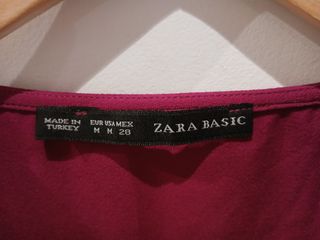 MADE IN
TURKEY
EUR USA MEX
M M 28
ZARA BASIC